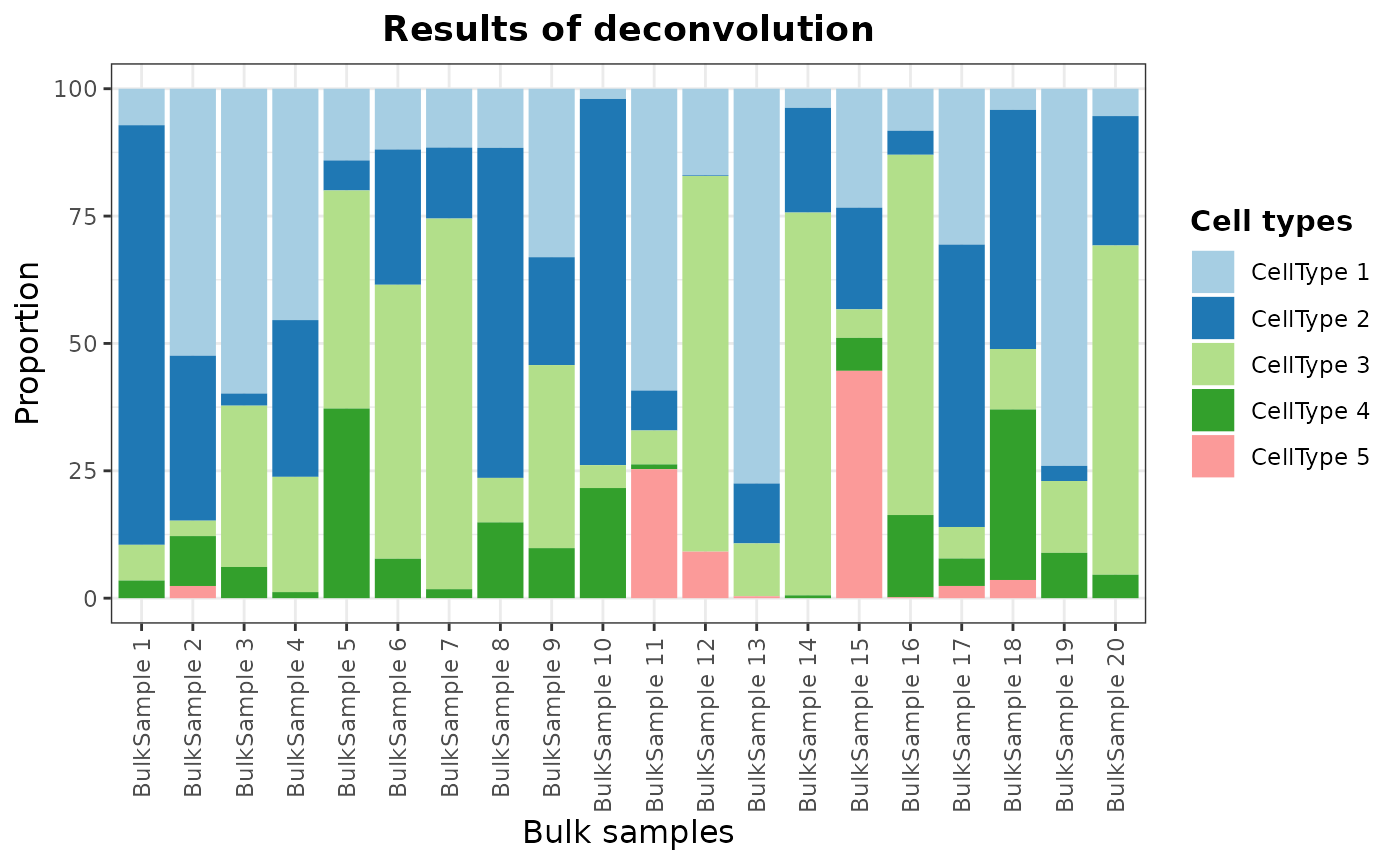 Results of deconvolution
Proportion
100
75
50
25
0
BulkSample 1
BulkSample 2
BulkSample 3
BulkSample 4
BulkSample 5
BulkSample 6
BulkSample 7
BulkSample 8
BulkSample 9
BulkSample 10
BulkSample 11
BulkSample 12
BulkSample 13
BulkSample 14
BulkSample 15
BulkSample 16
BulkSample 17
BulkSample 18
BulkSample 19
BulkSample 20
Bulk samples
Cell types
CellType 1
CellType 2
CellType 3
CellType 4
CellType 5